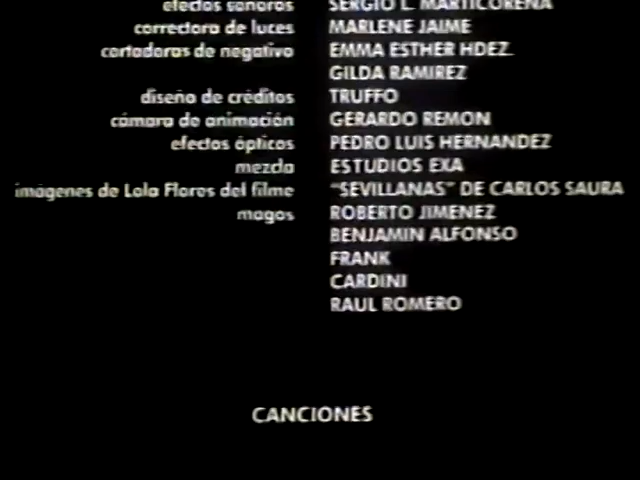 efectos sonoros SERGIO L. MARTICORENA
correctora de luces MARLENE JAIME
cortadoras de negativo EMMA ESTHER HDEZ.
GILDA RAMIREZ
diseño de créditos TRUFFO
cámara de animación GERARDO REMON
efectos ópticos PEDRO LUIS HERNANDEZ
mezcla ESTUDIOS EXA
imágenes de Lola Flores del filme "SEVILLANAS" DE CARLOS SAURA
magos ROBERTO JIMENEZ
BENJAMIN ALFONSO
FRANK
CARDINI
RAUL ROMERO
CANCIONES